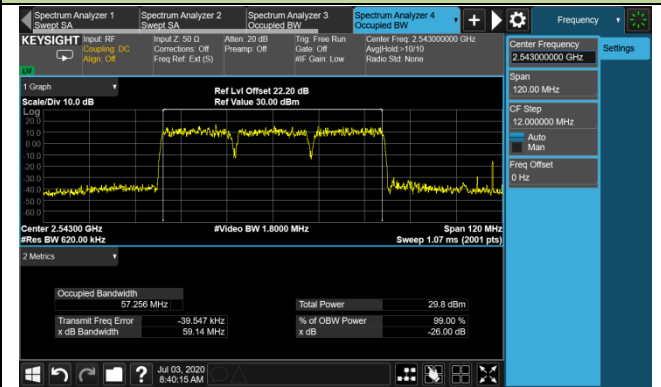 Spectrum Analyzer 1
Swept SA
Spectrum Analyzer 2
Swept SA
Spectrum Analyzer 3
Occupied BW
Spectrum Analyzer 4
Occupied BW
Frequency
KEYSIGHT
Input: RF
Coupling: DC
Align: Off
Input Z: 50 Ω
Corrections: Off
Freq Ref: Ext (S)
Atten: 20 dB
Preamp: Off
Trig: Free Run
Gate: Off
#IF Gain: Low
Center Freq: 2.543000000 GHz
Avg|Hold:>10/10
Radio Std: None
LV
Center Frequency
2.543000000 GHz
Settings
Span
120.00 MHz
CF Step
12.000000 MHz
Auto
Man
Freq Offset
0 Hz
1 Graph
Scale/Div 10.0 dB
Ref Lvl Offset 22.20 dB
Ref Value 30.00 dBm
Log
20.0
10.0
0.00
-10.0
-20.0
-30.0
-40.0
-50.0
-60.0
Center 2.54300 GHz
#Res BW 620.00 kHz
#Video BW 1.8000 MHz
Span 120 MHz
Sweep 1.07 ms (2001 pts)
2 Metrics
Occupied Bandwidth
57.256 MHz
Total Power 29.8 dBm
Transmit Freq Error -39.547 kHz
% of OBW Power 99.00 %
x dB Bandwidth 59.14 MHz
x dB -26.00 dB
?
Jul 03, 2020
8:40:15 AM